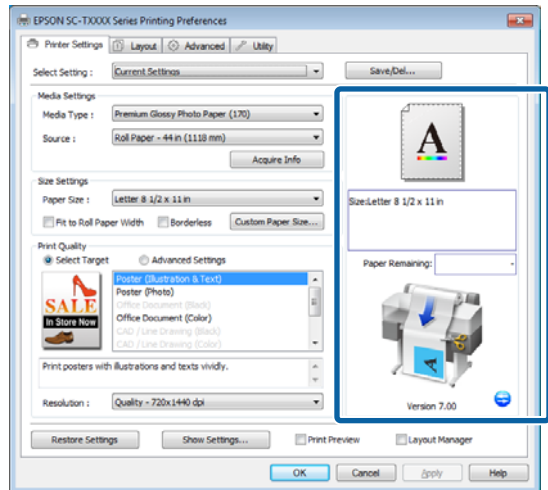 EPSON SC-TXXXX Series Printing Preferences
Printer Settings Layout Advanced Utility
Select Setting : Current Settings Save/Del...
Media Settings
Media Type : Premium Glossy Photo Paper (170)
Source : Roll Paper - 44 in (1118 mm)
Acquire Info
Size Settings
Paper Size : Letter 8 1/2 x 11 in
Fit to Roll Paper Width Borderless Custom Paper Size...
Print Quality
Select Target Advanced Settings
SALE
In Store Now
Poster (Illustration & Text)
Poster (Photo)
Office Document (Black)
Office Document (Color)
CAD / Line Drawing (Black)
CAD / Line Drawing (Color)
Print posters with illustrations and texts vividly.
Resolution : Quality - 720x1440 dpi
A
Size:Letter 8 1/2 x 11 in
Paper Remaining: -
A
Version 7.00
Restore Settings Show Settings... Print Preview Layout Manager
OK Cancel Apply Help